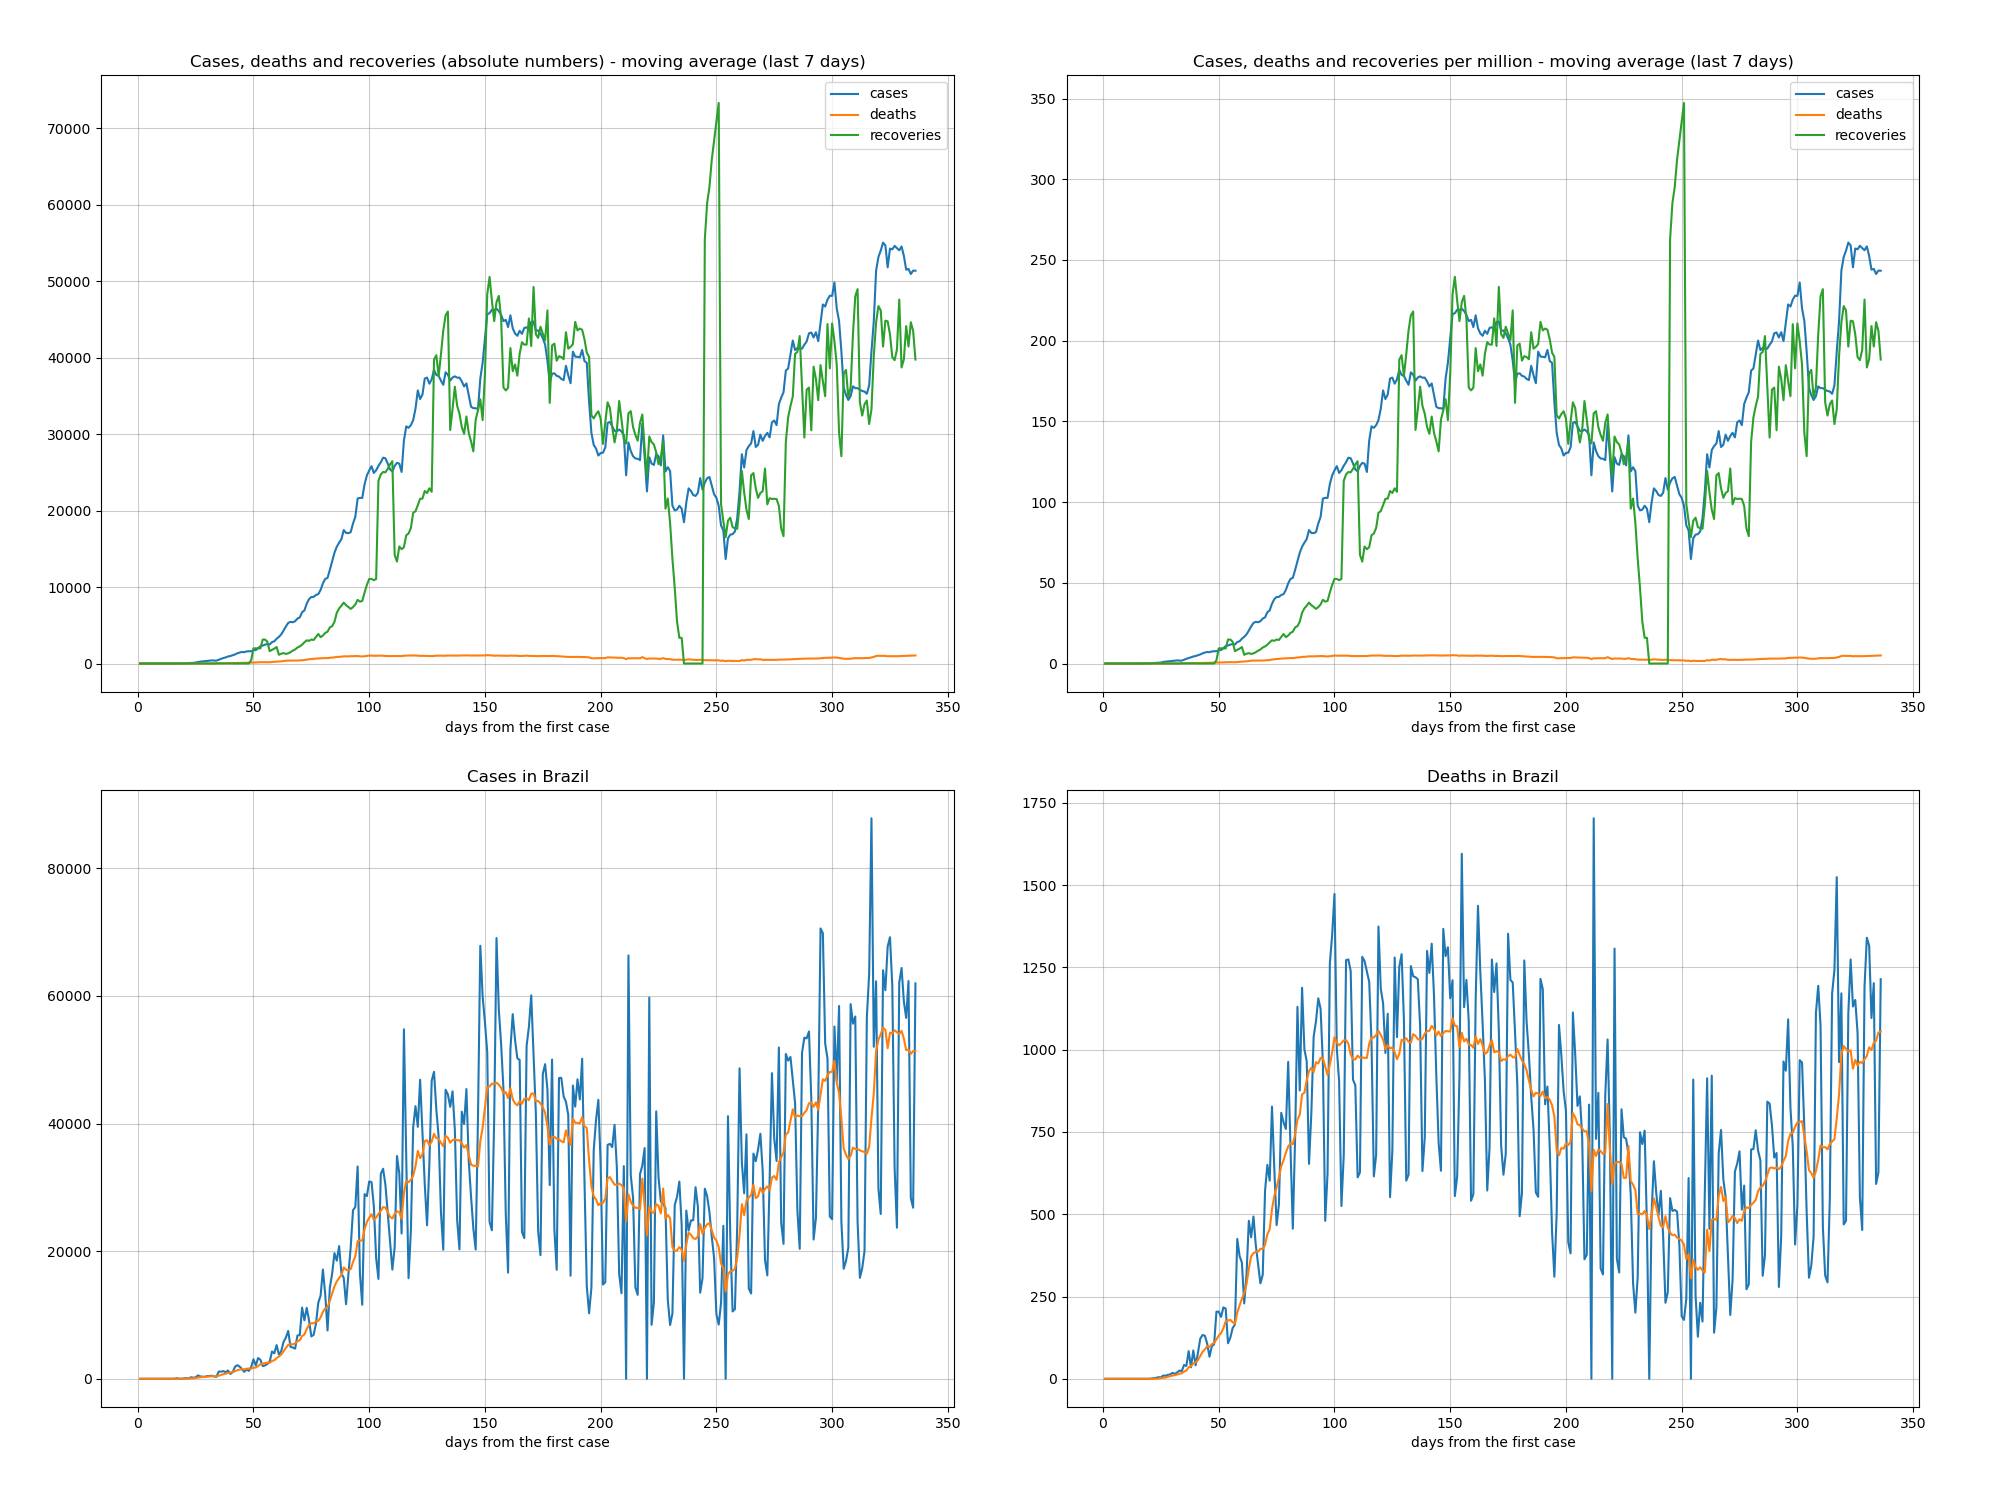 Cases, deaths and recoveries (absolute numbers) - moving average (last 7 days)
cases
deaths
recoveries
70000
60000
50000
40000
30000
20000
10000
0
0 50 100 150 200 250 300 350
days from the first case
Cases, deaths and recoveries per million - moving average (last 7 days)
cases
deaths
recoveries
350
300
250
200
150
100
50
0
0 50 100 150 200 250 300 350
days from the first case
Cases in Brazil
80000
60000
40000
20000
0
0 50 100 150 200 250 300 350
days from the first case
Deaths in Brazil
1750
1500
1250
1000
750
500
250
0
0 50 100 150 200 250 300 350
days from the first case